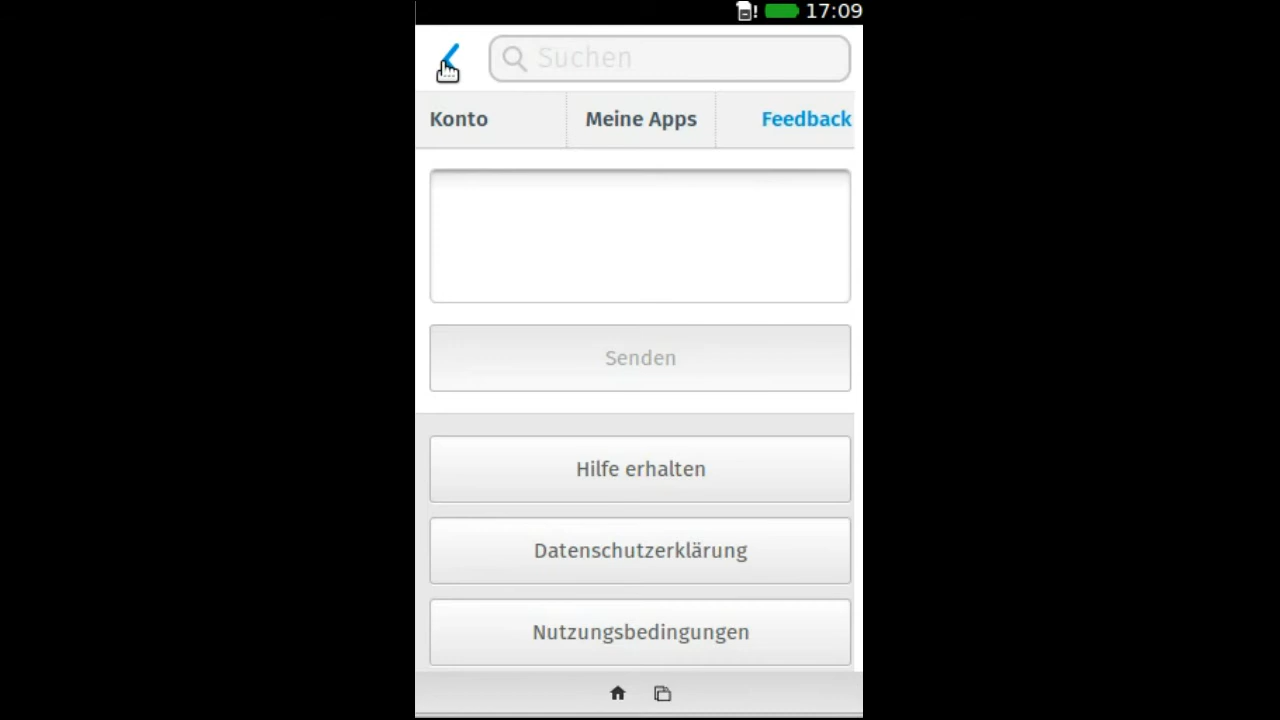 17:09
Suchen
Konto
Meine Apps
Feedback
Senden
Hilfe erhalten
Datenschutzerklärung
Nutzungsbedingungen